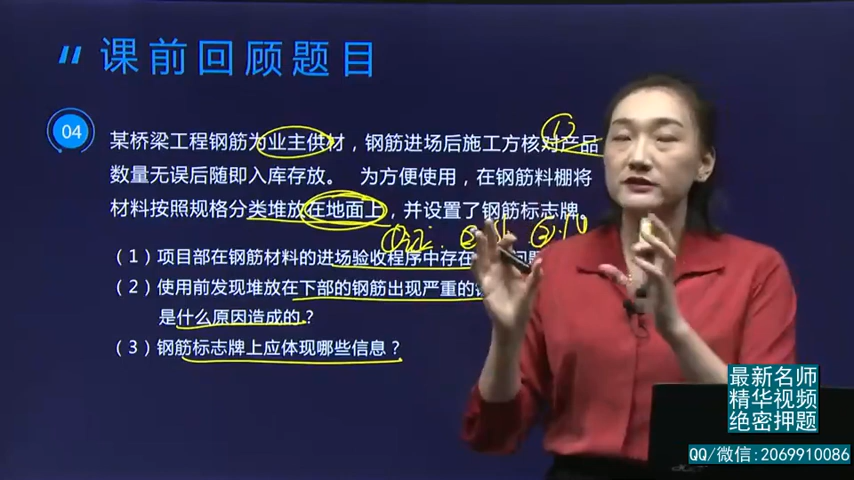 课前回顾题目
04
某桥梁工程钢筋为业主供材，钢筋进场后施工方核对产品
数量无误后随即入库存放。 为方便使用，在钢筋料棚将
材料按照规格分类堆放在地面上，并设置了钢筋标志牌。
（1）项目部在钢筋材料的进场验收程序中存在
（2）使用前发现堆放在下部的钢筋出现严重的
是什么原因造成的？
（3）钢筋标志牌上应体现哪些信息？
最新名师
精华视频
绝密押题
QQ/微信:2069910086